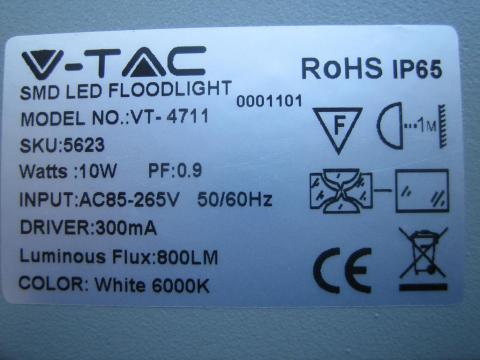 V-TAC
RoHS IP65
SMD LED FLOODLIGHT
0001101
MODEL NO.:VT- 4711
SKU:5623
F
1M
Watts :10W PF:0.9
INPUT:AC85-265V 50/60Hz
DRIVER:300mA
Luminous Flux:800LM
CE
COLOR: White 6000K